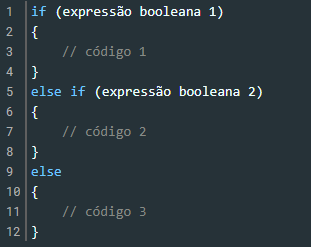 1 if (expressão booleana 1)
2 {
3 // código 1
4 }
5 else if (expressão booleana 2)
6 {
7 // código 2
8 }
9 else
10 {
11 // código 3
12 }